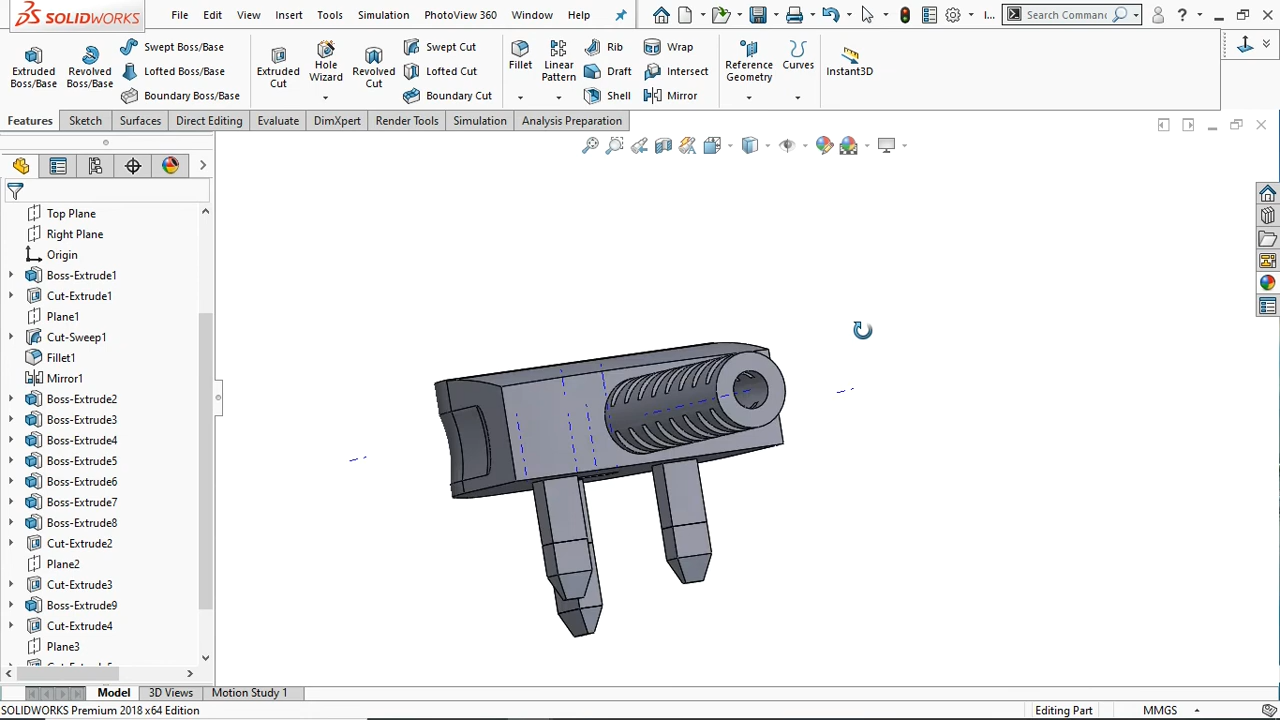 SOLIDWORKS File Edit View Insert Tools Simulation PhotoView 360 Window Help I... Search Comman ?
Extruded Boss/Base Revolved Boss/Base Swept Boss/Base Lofted Boss/Base Boundary Boss/Base
Extruded Cut Hole Wizard Revolved Cut Swept Cut Lofted Cut Boundary Cut
Fillet Linear Pattern Rib Draft Shell Wrap Intersect Mirror
Reference Geometry Curves Instant3D
Features Sketch Surfaces Direct Editing Evaluate DimXpert Render Tools Simulation Analysis Preparation
Top Plane
Right Plane
Origin
Boss-Extrude1
Cut-Extrude1
Plane1
Cut-Sweep1
Fillet1
Mirror1
Boss-Extrude2
Boss-Extrude3
Boss-Extrude4
Boss-Extrude5
Boss-Extrude6
Boss-Extrude7
Boss-Extrude8
Cut-Extrude2
Plane2
Cut-Extrude3
Boss-Extrude9
Cut-Extrude4
Plane3
Model 3D Views Motion Study 1
SOLIDWORKS Premium 2018 x64 Edition Editing Part MMGS